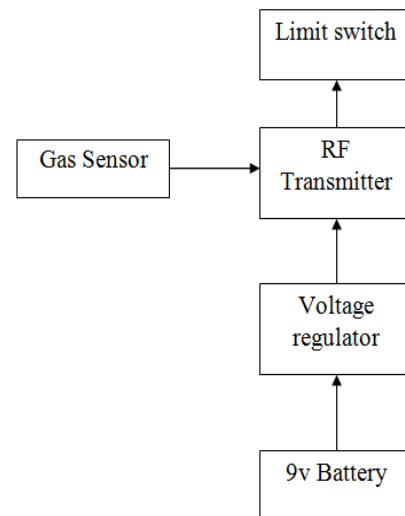 Limit switch
Gas Sensor
RF
Transmitter
Voltage
regulator
9v Battery